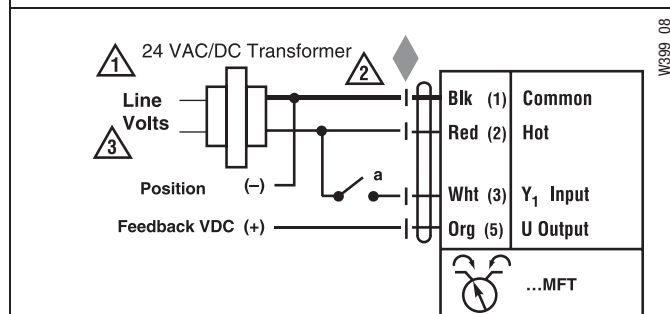 W399_08
1 24 VAC/DC Transformer 2
Line Volts
3
Position (–)
Feedback VDC (+)
a
Blk (1) Common
Red (2) Hot
Wht (3) Y₁ Input
Org (5) U Output
...MFT